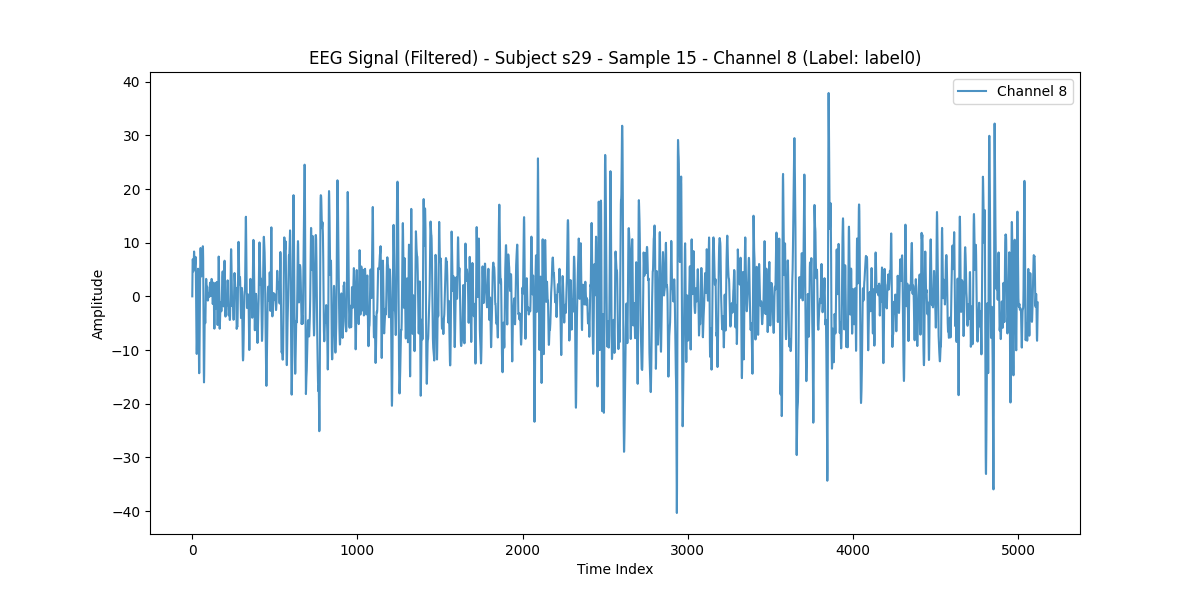 EEG Signal (Filtered) - Subject s29 - Sample 15 - Channel 8 (Label: label0)
Channel 8
40
30
20
10
0
−10
−20
−30
−40
Amplitude
0 1000 2000 3000 4000 5000
Time Index